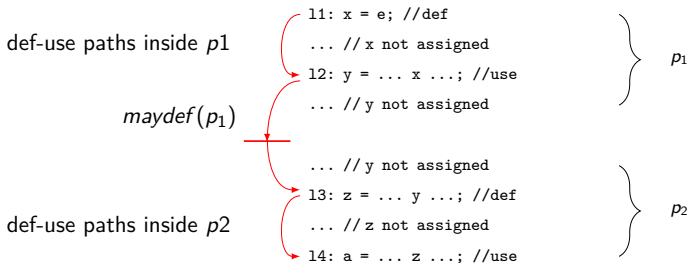 l1: x = e; //def
def-use paths inside p1
... // x not assigned
p₁
l2: y = ... x ...; //use
... // y not assigned
maydef(p₁)
... // y not assigned
l3: z = ... y ...; //def
p₂
def-use paths inside p2
... // z not assigned
l4: a = ... z ...; //use